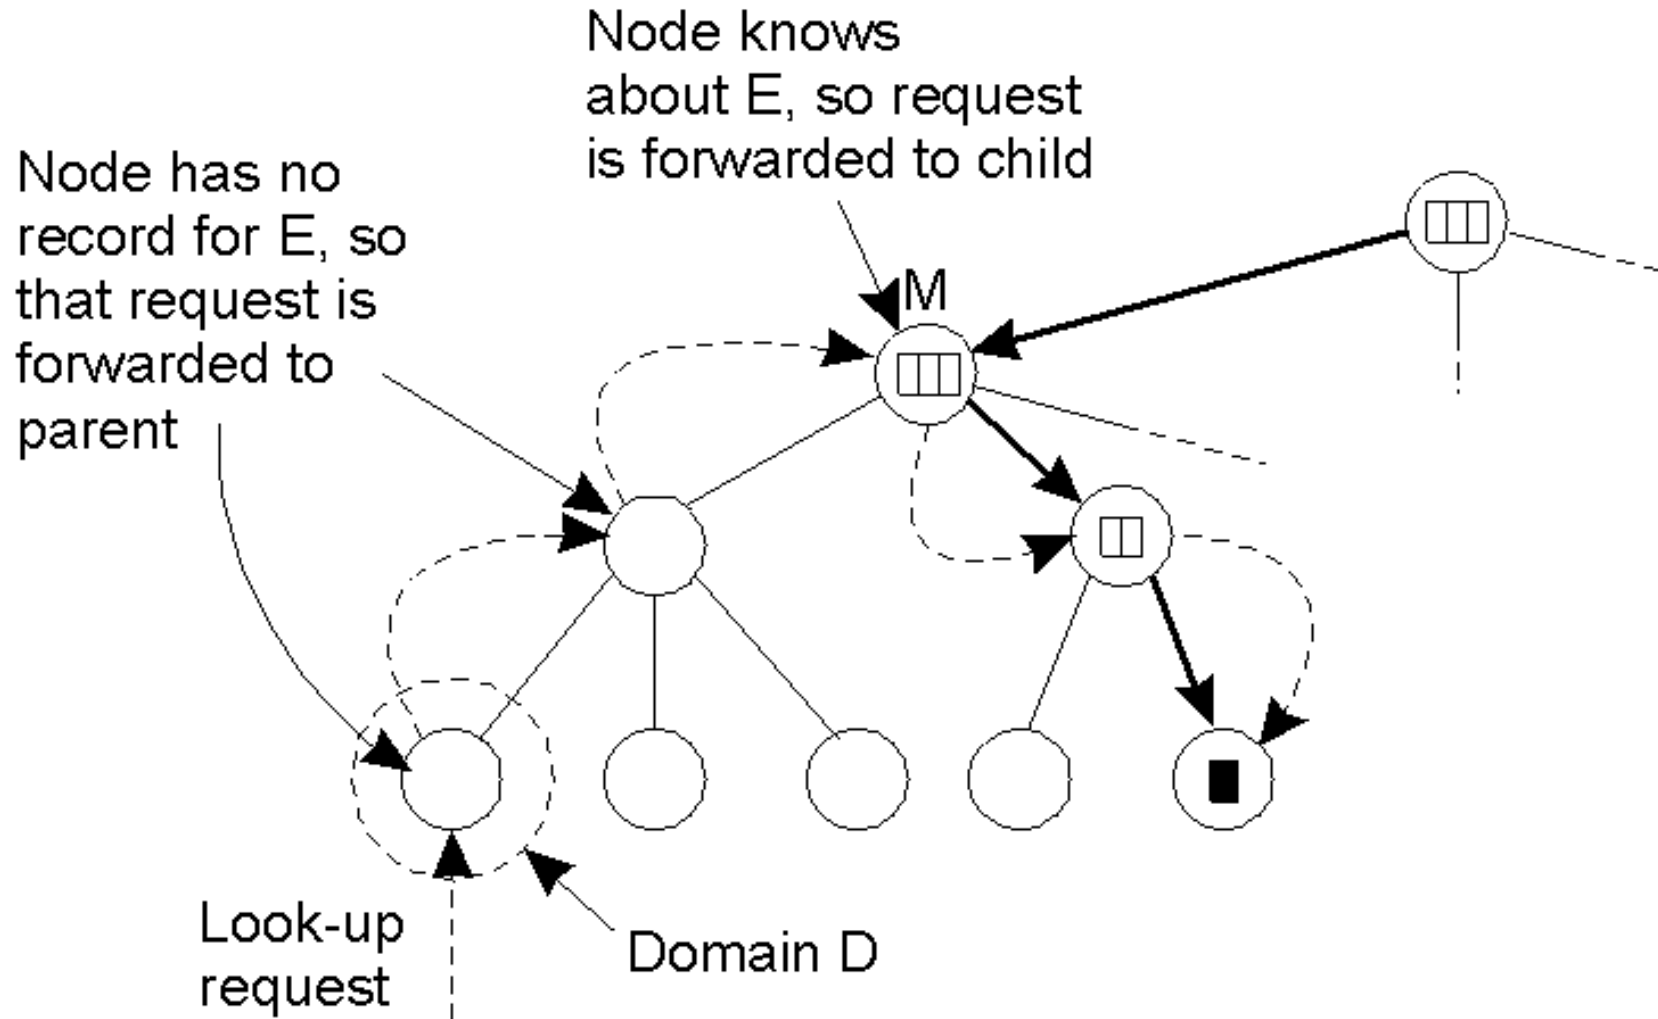 Node knows
about E, so request
is forwarded to child
Node has no
record for E, so
that request is
forwarded to
parent
M
Look-up
request
Domain D